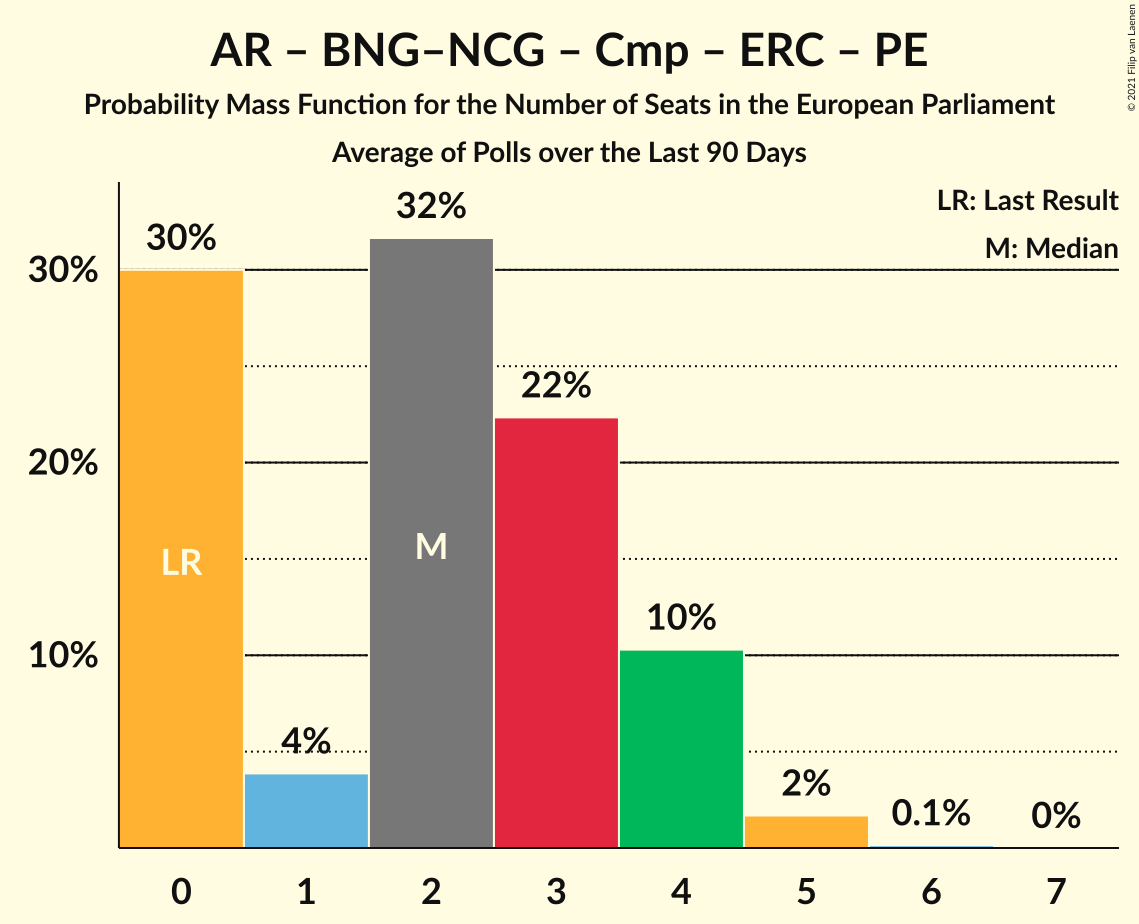 AR – BNG–NCG – Cmp – ERC – PE
Probability Mass Function for the Number of Seats in the European Parliament
Average of Polls over the Last 90 Days
© 2021 Filip van Laenen
LR: Last Result
M: Median
30%
20%
10%
30%
4%
32%
22%
10%
2%
0.1%
0%
LR
M
0 1 2 3 4 5 6 7